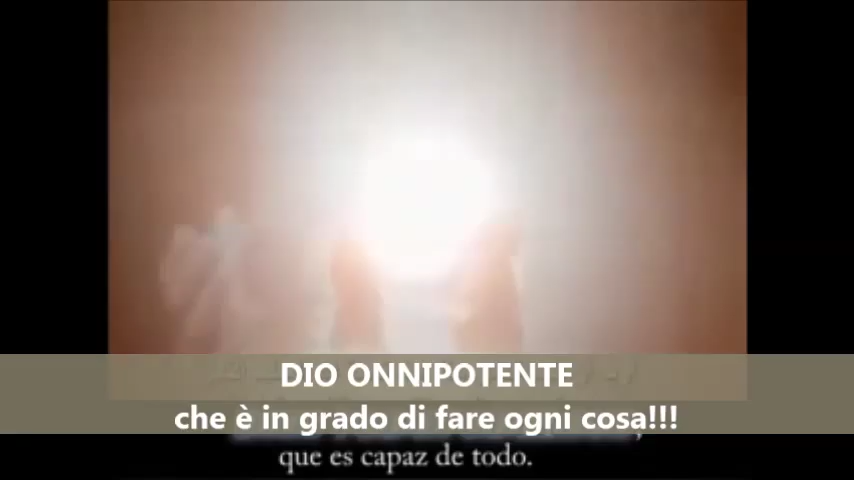 DIO ONNIPOTENTE
che è in grado di fare ogni cosa!!!
que es capaz de todo.